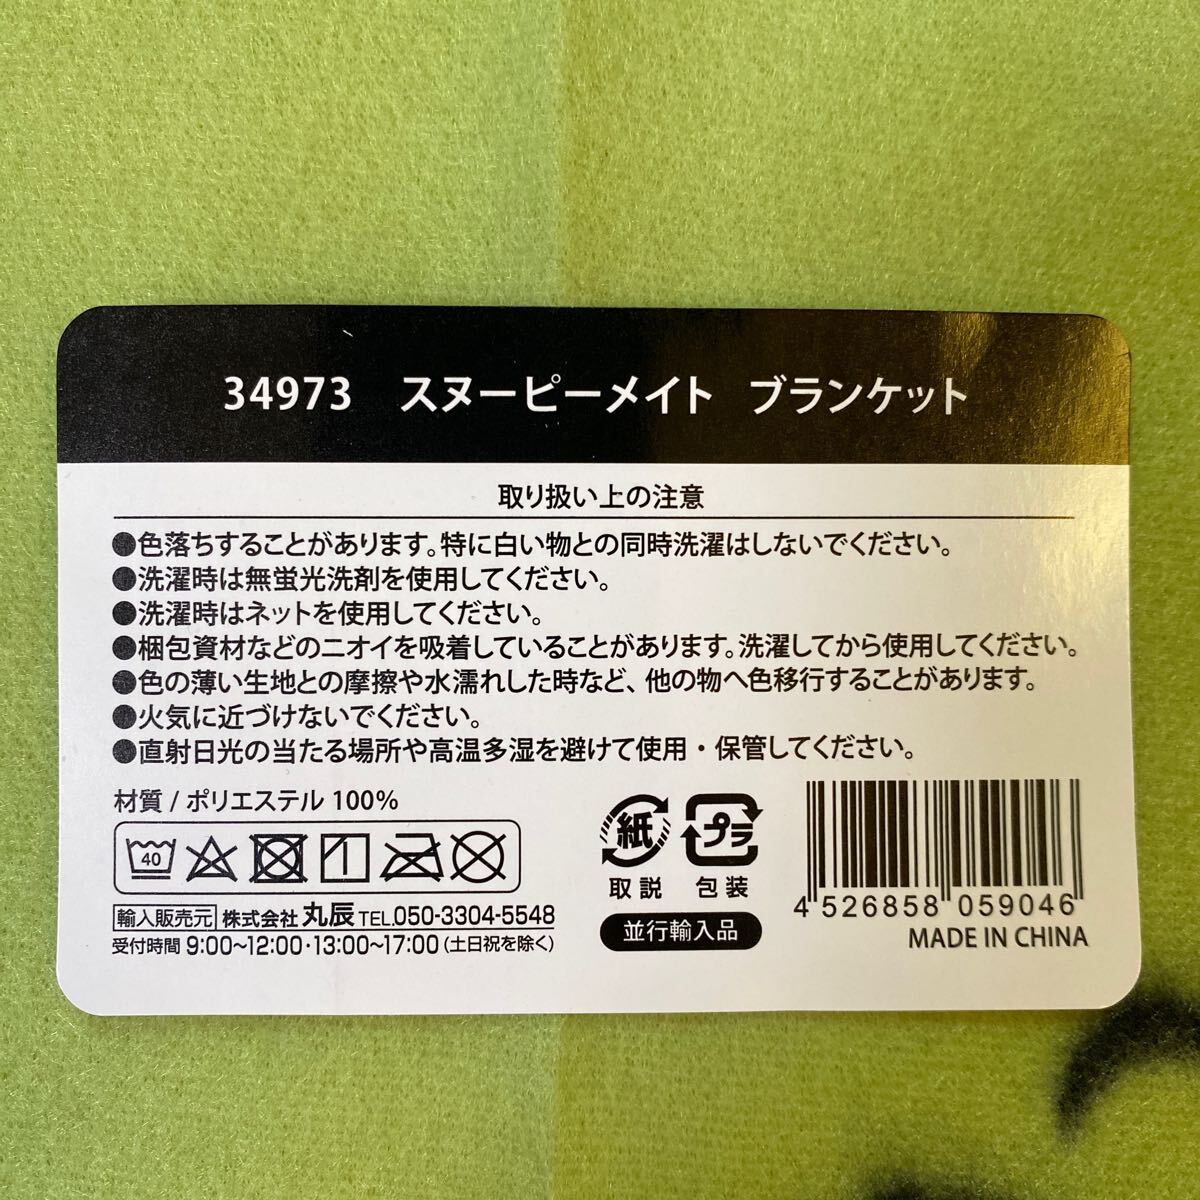 34973 スヌーピーメイト ブランケット
取り扱い上の注意
●色落ちすることがあります。特に白い物との同時洗濯はしないでください。
●洗濯時は無蛍光洗剤を使用してください。
●洗濯時はネットを使用してください。
●梱包資材などのニオイを吸着していることがあります。洗濯してから使用してください。
●色の薄い生地との摩擦や水濡れした時など、他の物へ色移行することがあります。
●火気に近づけないでください。
●直射日光の当たる場所や高温多湿を避けて使用・保管してください。
材質 / ポリエステル 100%
40
輸入販売元 株式会社 丸辰 TEL.050-3304-5548
受付時間 9:00～12:00・13:00～17:00(土日祝を除く)
紙 プラ
取説 包装
並行輸入品
4 526858 059046
MADE IN CHINA